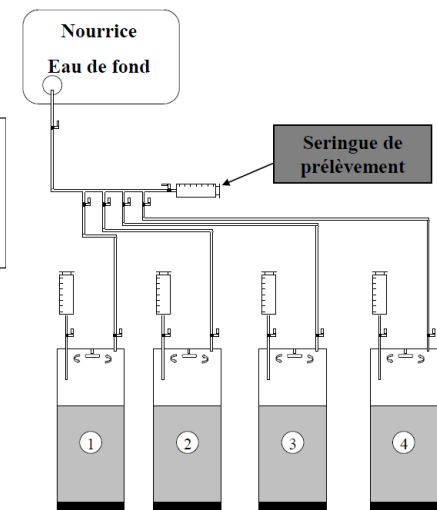 Nourrice
Eau de fond
Seringue de
prélèvement
1 2 3 4